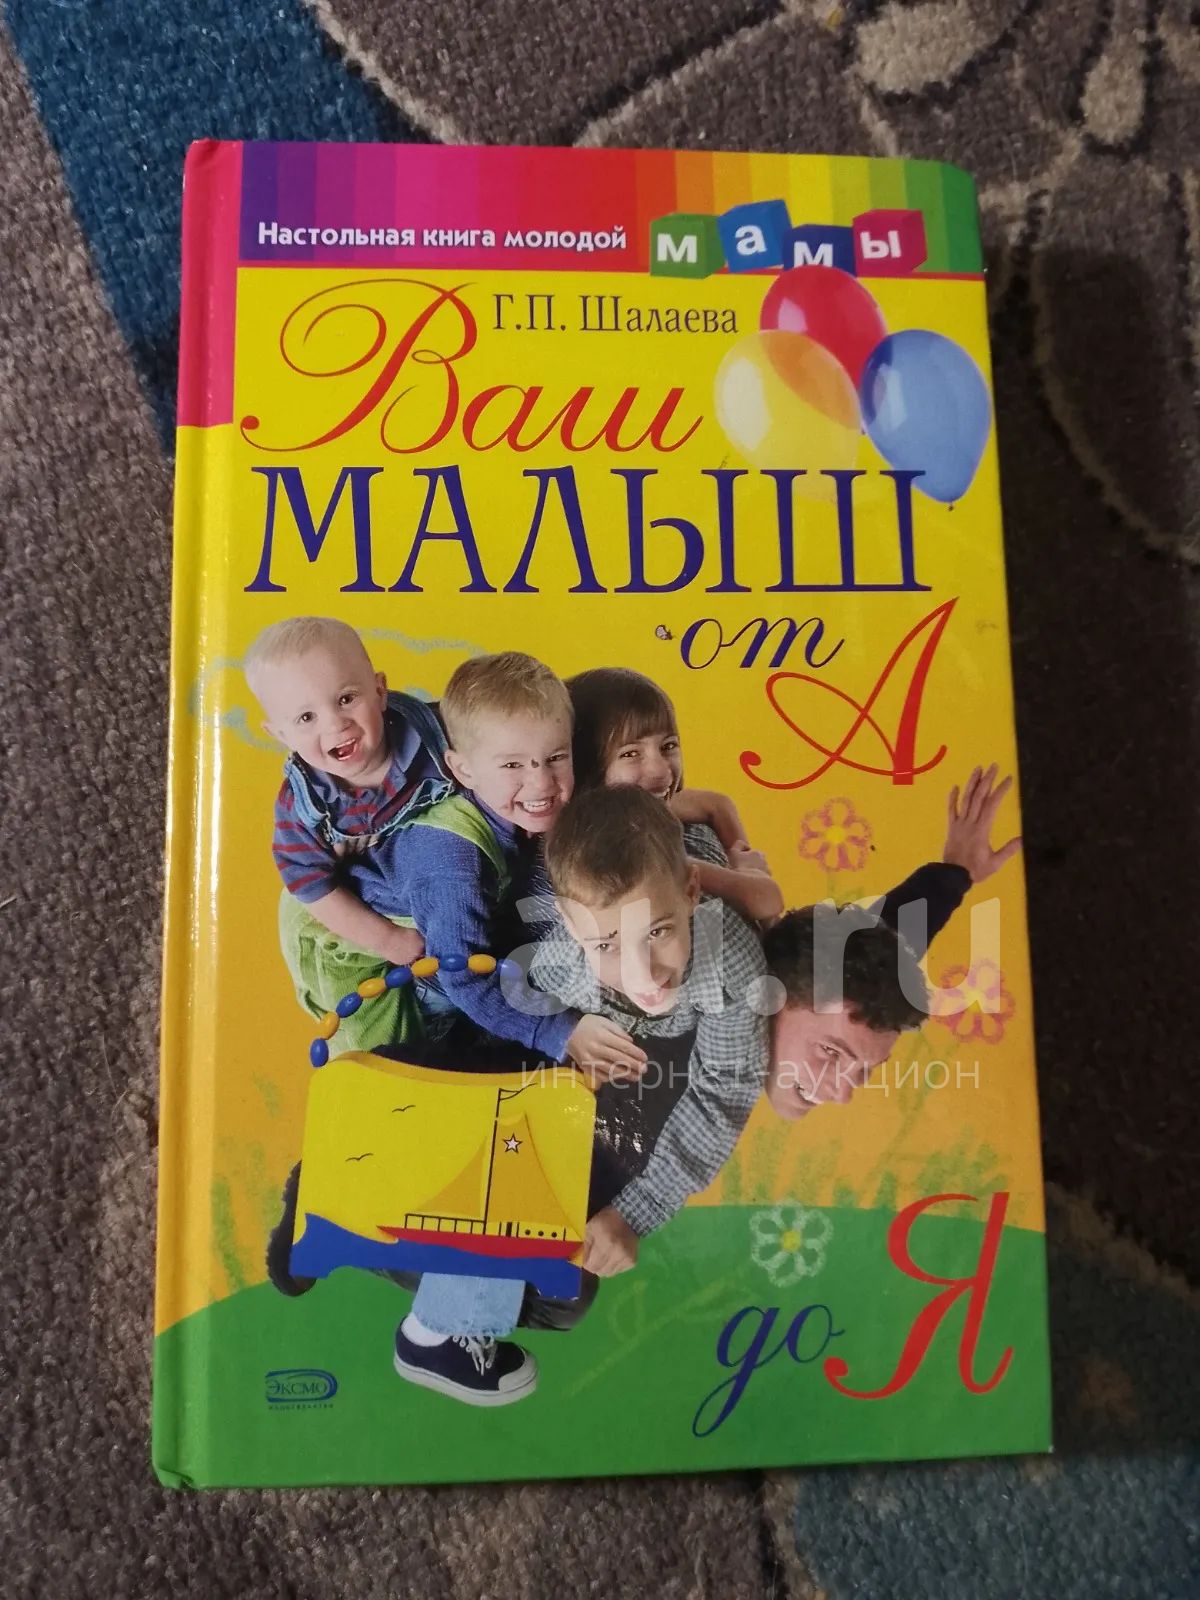 Настольная книга молодой мамы
Г.П. Шалаева
Ваш
МАЛЫШ
от А
au.ru
интернет-аукцион
до Я
ЭКСМО